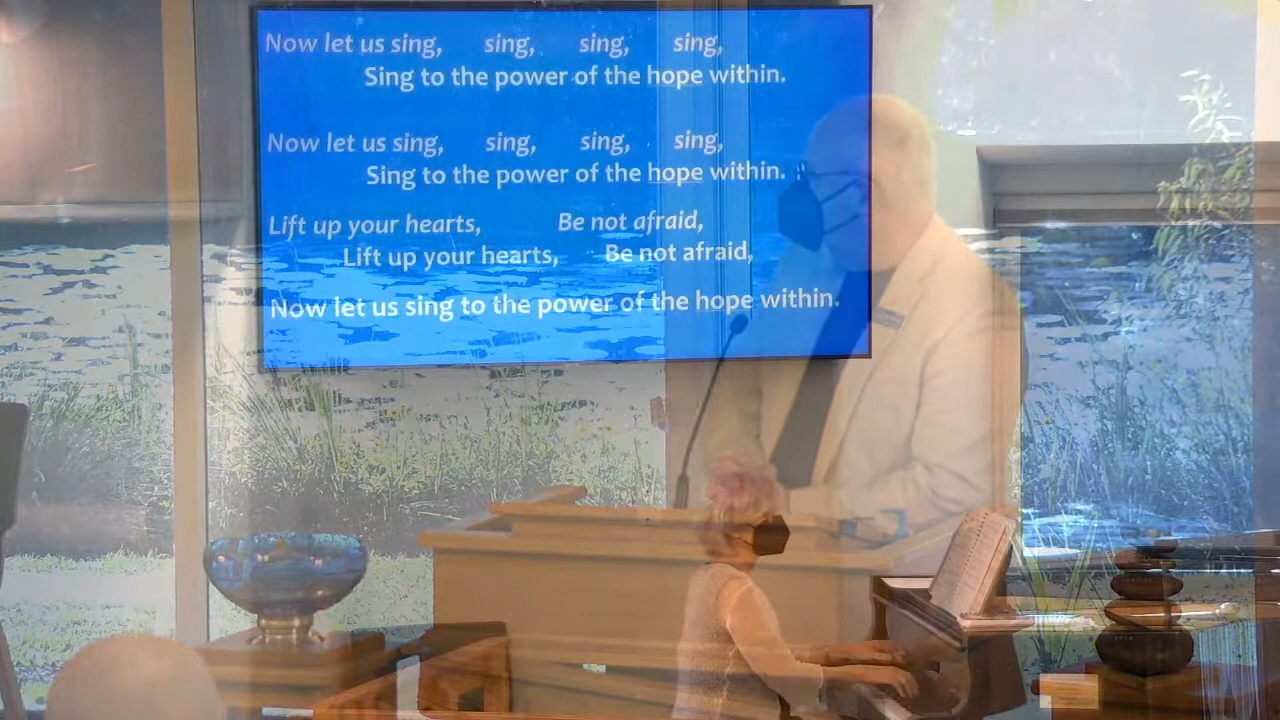 Now let us sing, sing, sing, sing,
Sing to the power of the hope within.
Now let us sing, sing, sing, sing,
Sing to the power of the hope within.
Lift up your hearts, Be not afraid,
Lift up your hearts, Be not afraid,
Now let us sing to the power of the hope within.